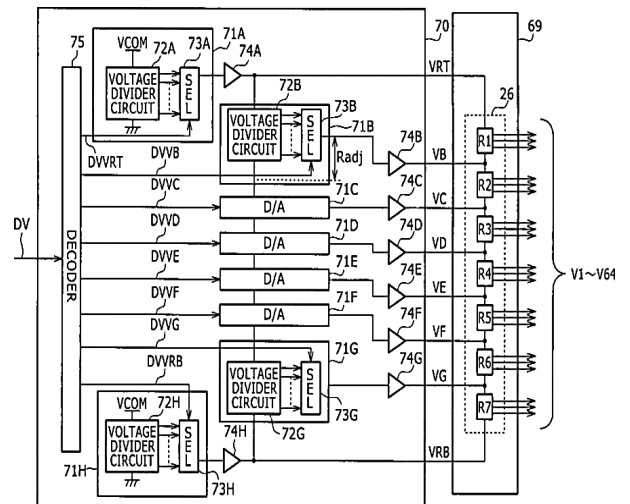 75
73A
71A
70
69
VCOM
72A
74A
VRT
VOLTAGE
DIVIDER
CIRCUIT
SEL
26
72B
73B
VOLTAGE
DIVIDER
CIRCUIT
SEL
71B
74B
R1
DVVRT
Radj
VB
DVVB
R2
DVVC
71C
74C
VC
D/A
DVVD
71D
74D
R3
DV
D/A
VD
DECODER
DVVE
71E
74E
R4
V1~V64
D/A
VE
DVVF
71F
74F
R5
D/A
VF
DVVG
71G
74G
R6
DVVRB
VOLTAGE
DIVIDER
CIRCUIT
SEL
VG
VCOM
72H
73G
R7
72G
VOLTAGE
DIVIDER
CIRCUIT
SEL
74H
VRB
71H
73H